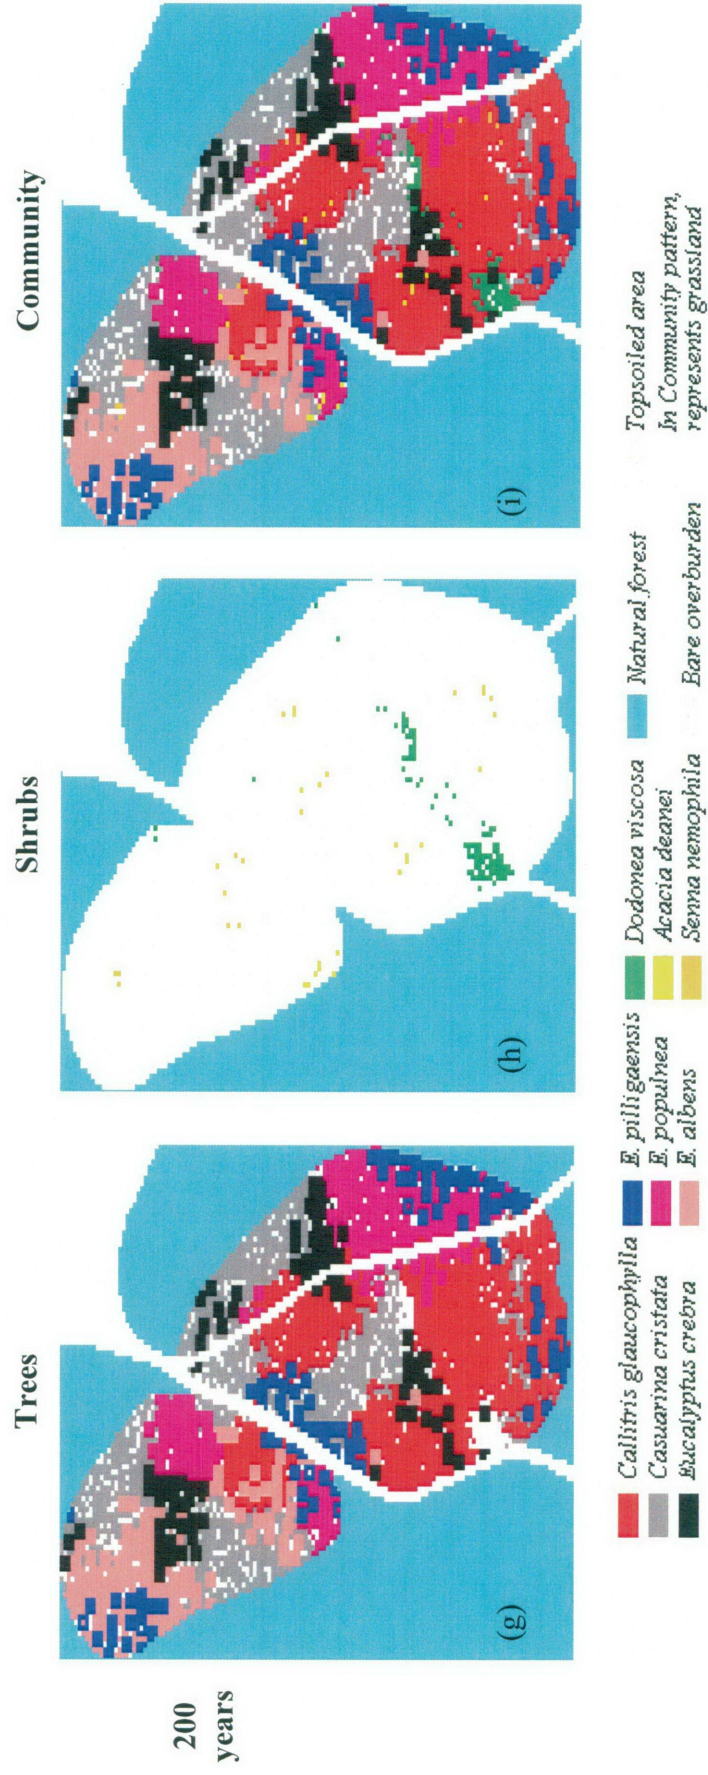 Trees
Shrubs
Community
200
years
(g)
(h)
(i)
Callitris glaucophylla
Casuarina cristata
Eucalyptus crebra
E. pilligaensis
E. populnea
E. albens
Dodonea viscosa
Acacia deanei
Senna nemophila
Natural forest
Bare overburden
Topsoiled area
In Community pattern,
represents grassland